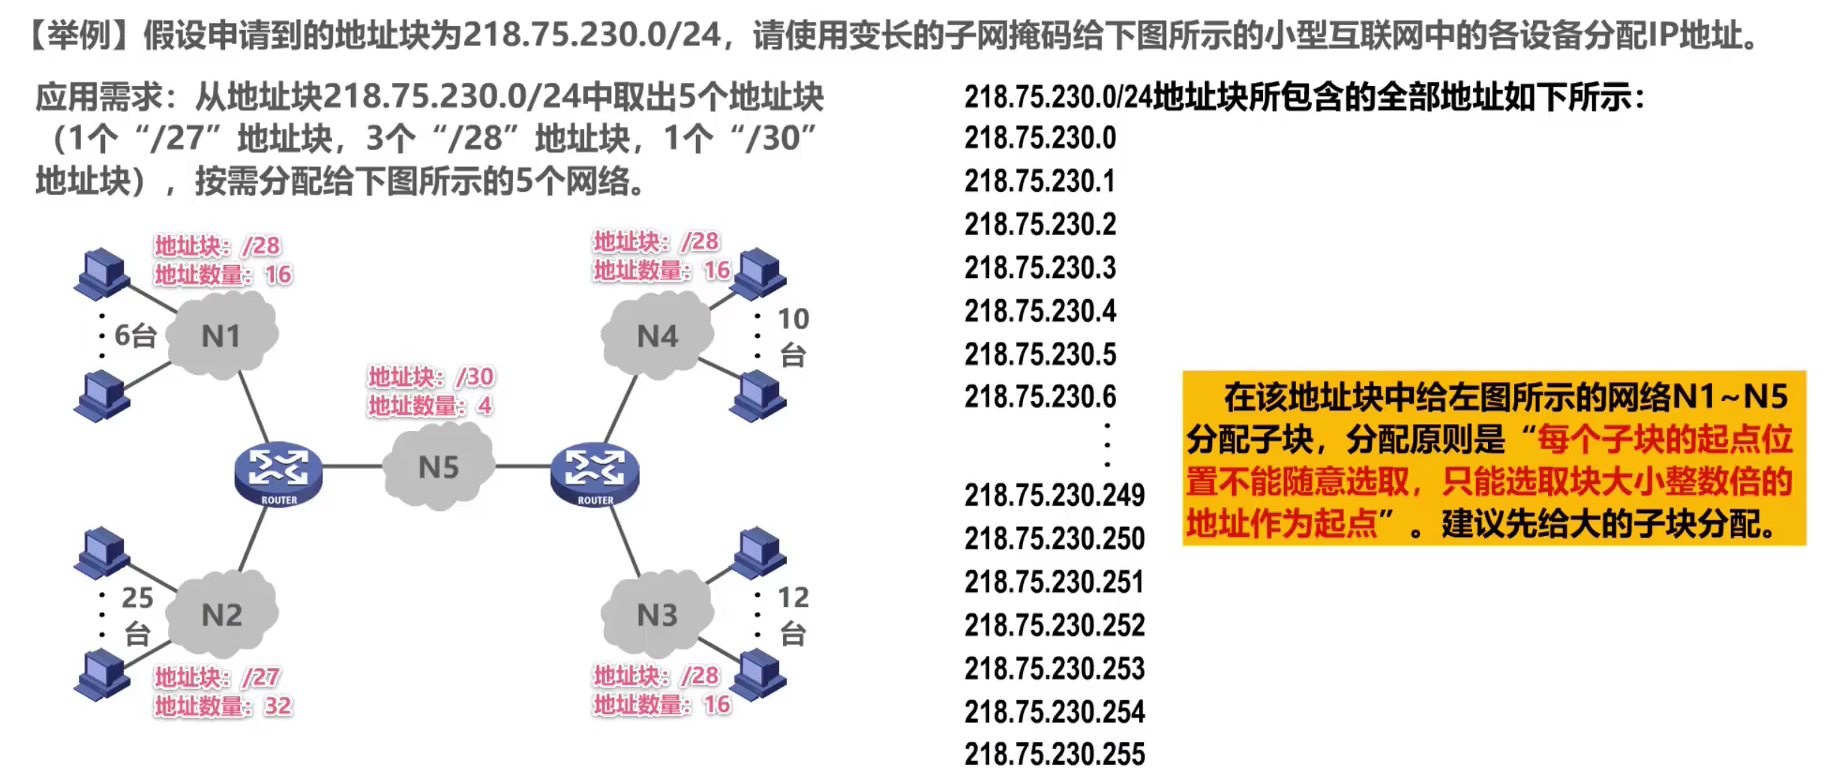 【举例】假设申请到的地址块为218.75.230.0/24，请使用变长的子网掩码给下图所示的小型互联网中的各设备分配IP地址。
应用需求：从地址块218.75.230.0/24中取出5个地址块
（1个“/27”地址块，3个“/28”地址块，1个“/30”
地址块），按需分配给下图所示的5个网络。
地址块：/28
地址数量：16
6台
N1
地址块：/28
地址数量：16
N4
10
台
地址块：/30
地址数量：4
N5
ROUTER
ROUTER
25
台
N2
地址块：/27
地址数量：32
N3
12
台
地址块：/28
地址数量：16
218.75.230.0/24地址块所包含的全部地址如下所示：
218.75.230.0
218.75.230.1
218.75.230.2
218.75.230.3
218.75.230.4
218.75.230.5
218.75.230.6
218.75.230.249
218.75.230.250
218.75.230.251
218.75.230.252
218.75.230.253
218.75.230.254
218.75.230.255
在该地址块中给左图所示的网络N1~N5
分配子块，分配原则是“每个子块的起点位
置不能随意选取，只能选取块大小整数倍的
地址作为起点”。建议先给大的子块分配。